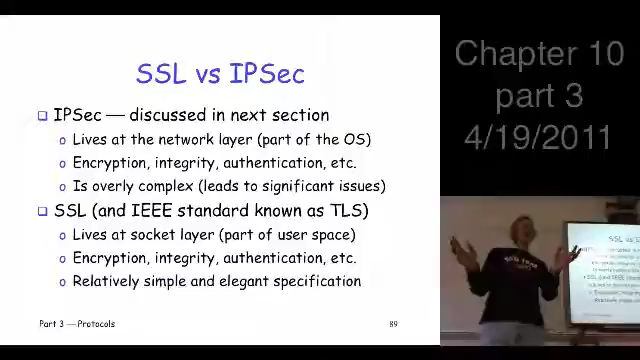 SSL vs IPSec
❑ IPSec — discussed in next section
o Lives at the network layer (part of the OS)
o Encryption, integrity, authentication, etc.
o Is overly complex (leads to significant issues)
❑ SSL (and IEEE standard known as TLS)
o Lives at socket layer (part of user space)
o Encryption, integrity, authentication, etc.
o Relatively simple and elegant specification
Part 3 — Protocols
89
Chapter 10
part 3
4/19/2011